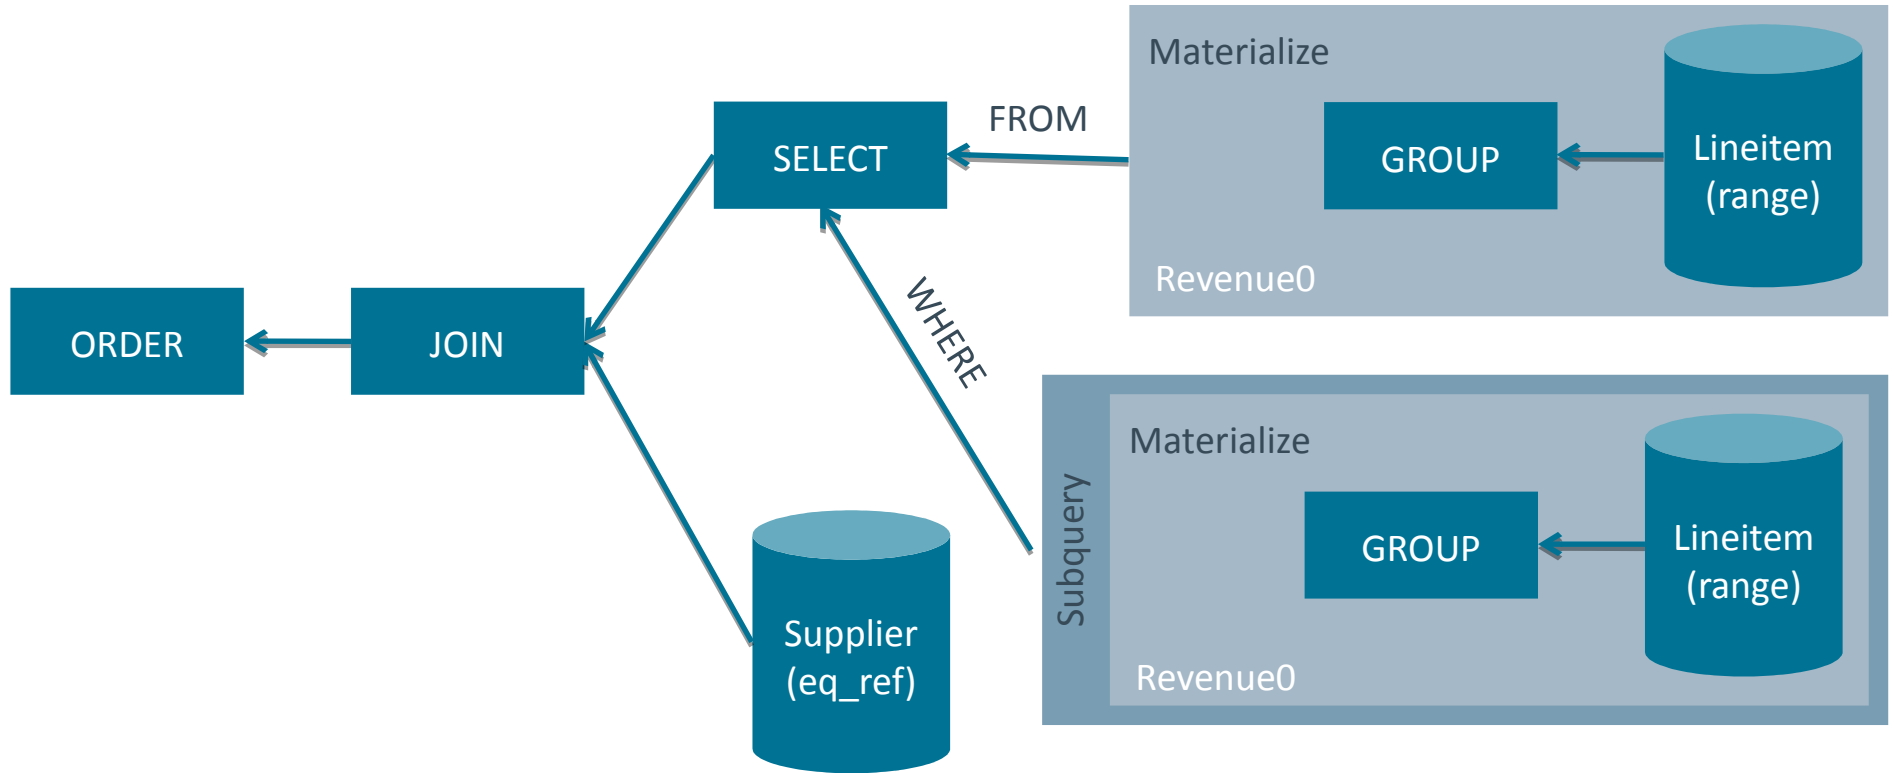 Materialize
FROM
SELECT
GROUP
Lineitem
(range)
Revenue0
WHERE
ORDER
JOIN
Subquery
Materialize
GROUP
Lineitem
(range)
Revenue0
Supplier
(eq_ref)